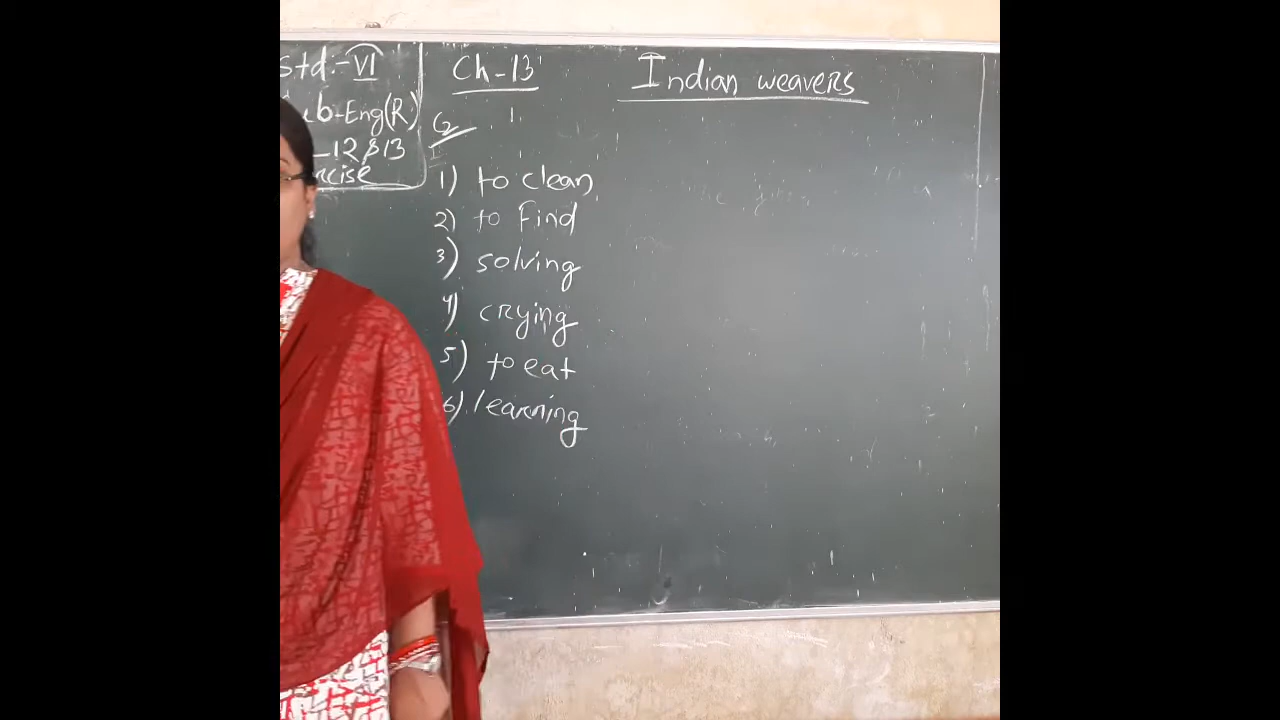 std.-VI
ub-Eng(R)
-12 & 13
rcise
Ch-13
Indian weavers
G
I
1) to clean
2) to Find
3) solving
4) crying
5) to eat
6) learning